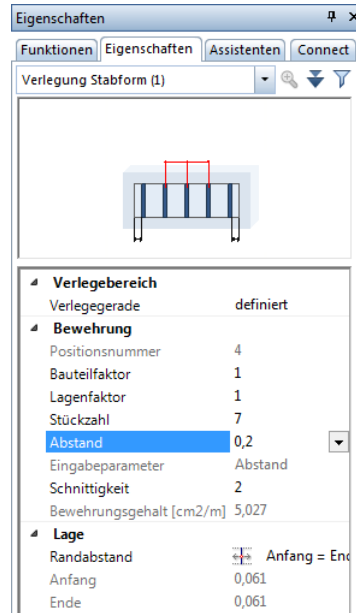 Eigenschaften
Funktionen Eigenschaften Assistenten Connect
Verlegung Stabform (1)
Verlegebereich
Verlegegerade definiert
Bewehrung
Positionsnummer 4
Bauteilfaktor 1
Lagenfaktor 1
Stückzahl 7
Abstand 0,2
Eingabeparameter Abstand
Schnittigkeit 2
Bewehrungsgehalt [cm2/m] 5,027
Lage
Randabstand Anfang = End
Anfang 0,061
Ende 0,061